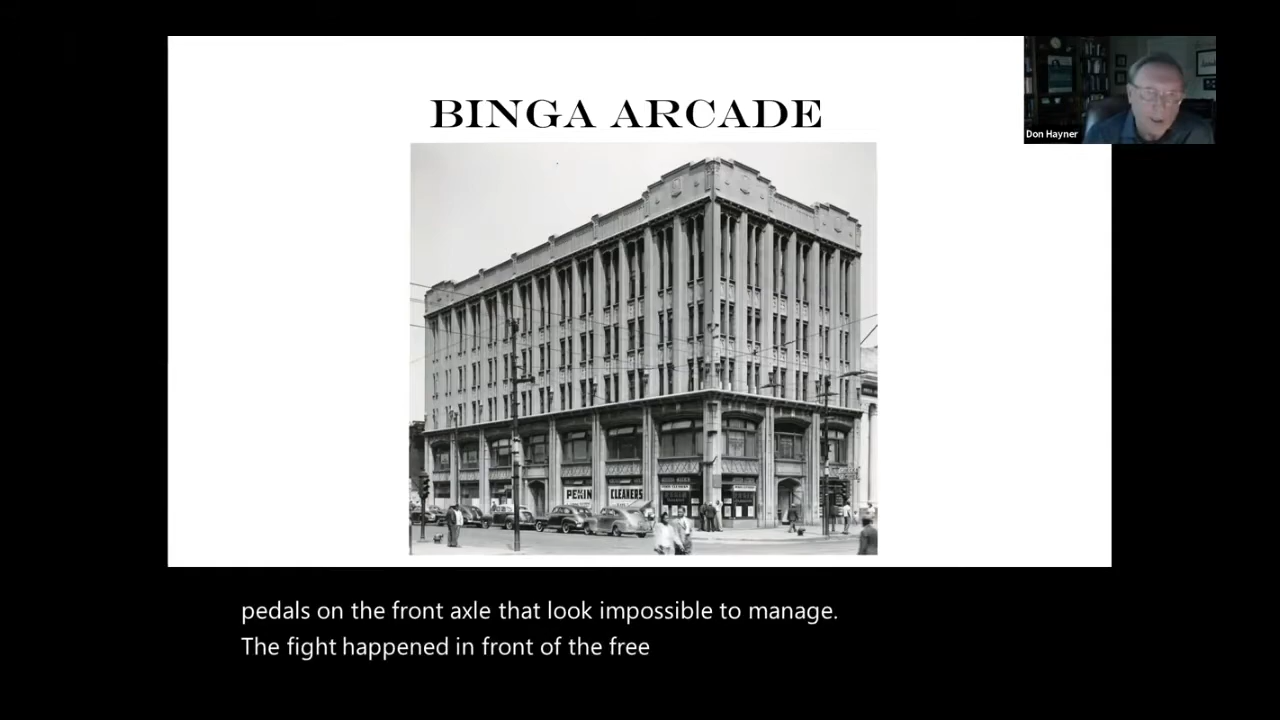 BINGA ARCADE
Don Hayner
PEKIN CLEANERS
pedals on the front axle that look impossible to manage.
The fight happened in front of the free